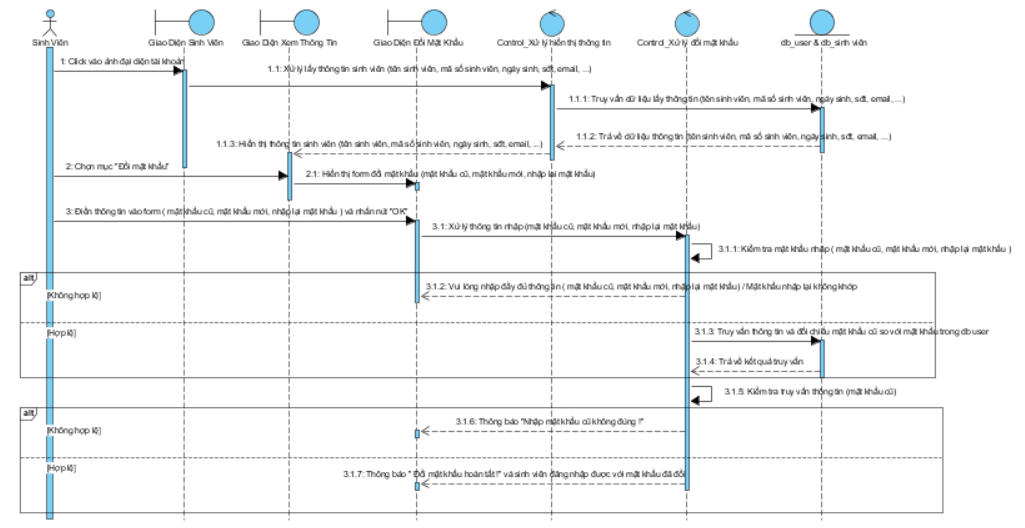 Sinh Viên
Giao Diện Sinh Viên
Giao Diện Xem Thông Tin
Giao Diện Đổi Mật Khẩu
Control_Xử lý hiển thị thông tin
Control_Xử lý đổi mật khẩu
db_user & db_sinh viên
1: Click vào ảnh đại diện tài khoản
1.1: Xử lý lấy thông tin sinh viên (tên sinh viên, mã số sinh viên, ngày sinh, sđt, email, ...)
1.1.1: Truy vấn dữ liệu lấy thông tin (tên sinh viên, mã số sinh viên, ngày sinh, sđt, email, ...)
1.1.2: Trả về dữ liệu thông tin (tên sinh viên, mã số sinh viên, ngày sinh, sđt, email, ...)
1.1.3: Hiển thị thông tin sinh viên (tên sinh viên, mã số sinh viên, ngày sinh, sđt, email, ...)
2: Chọn mục "Đổi mật khẩu"
2.1: Hiển thị form đổi mật khẩu (mật khẩu cũ, mật khẩu mới, nhập lại mật khẩu)
3: Điền thông tin vào form ( mật khẩu cũ, mật khẩu mới, nhập lại mật khẩu ) và nhấn nút "OK"
3.1: Xử lý thông tin nhập (mật khẩu cũ, mật khẩu mới, nhập lại mật khẩu)
3.1.1: Kiểm tra mật khẩu nhập ( mật khẩu cũ, mật khẩu mới, nhập lại mật khẩu )
alt
[Không hợp lệ]
3.1.2: Vui lòng nhập đầy đủ thông tin ( mật khẩu cũ, mật khẩu mới, nhập lại mật khẩu) / Mật khẩu nhập lại không khớp
[Hợp lệ]
3.1.3: Truy vấn thông tin và đối chiếu mật khẩu cũ so với mật khẩu trong db user
3.1.4: Trả về kết quả truy vấn
3.1.5: Kiểm tra truy vấn thông tin (mật khẩu cũ)
alt
[Không hợp lệ]
3.1.6: Thông báo "Nhập mật khẩu cũ không đúng !"
[Hợp lệ]
3.1.7: Thông báo " Đổi mật khẩu hoàn tất !" và sinh viên đăng nhập được với mật khẩu đã đổi